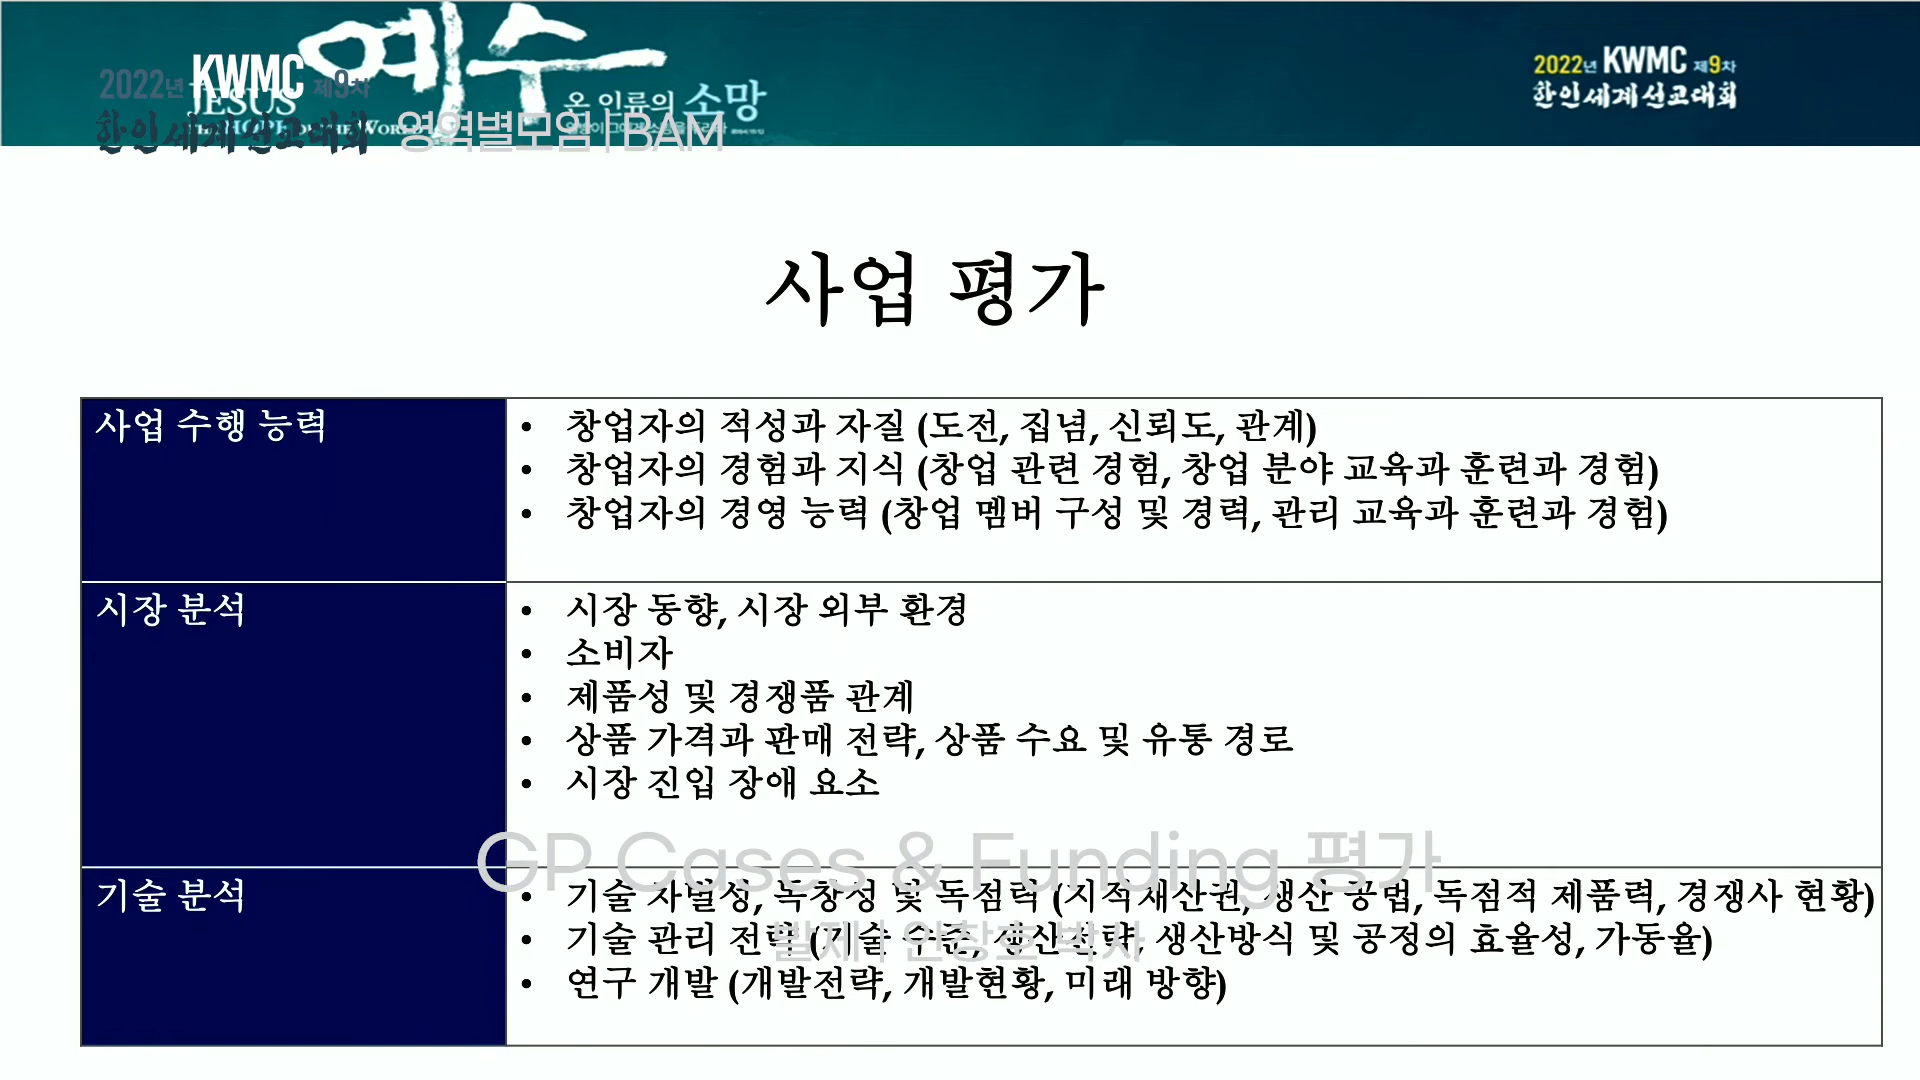 예수
온 인류의 소망
JESUS
THE HOPE OF THE WORLD
2022년 KWMC 제9차
한인세계선교대회
영역별모임 | BAM
2022년 KWMC 제9차
한인세계선교대회
사업 평가
사업 수행 능력
• 창업자의 적성과 자질 (도전, 집념, 신뢰도, 관계)
• 창업자의 경험과 지식 (창업 관련 경험, 창업 분야 교육과 훈련과 경험)
• 창업자의 경영 능력 (창업 멤버 구성 및 경력, 관리 교육과 훈련과 경험)
시장 분석
• 시장 동향, 시장 외부 환경
• 소비자
• 제품성 및 경쟁품 관계
• 상품 가격과 판매 전략, 상품 수요 및 유통 경로
• 시장 진입 장애 요소
GP Cases & Funding 평가
기술 분석
• 기술 차별성, 독창성 및 독점력 (지적재산권, 생산 공법, 독점적 제품력, 경쟁사 현황)
• 기술 관리 전략 (기술 수준, 생산전략, 생산방식 및 공정의 효율성, 가동율)
발제 | 안창호 박사
• 연구 개발 (개발전략, 개발현황, 미래 방향)